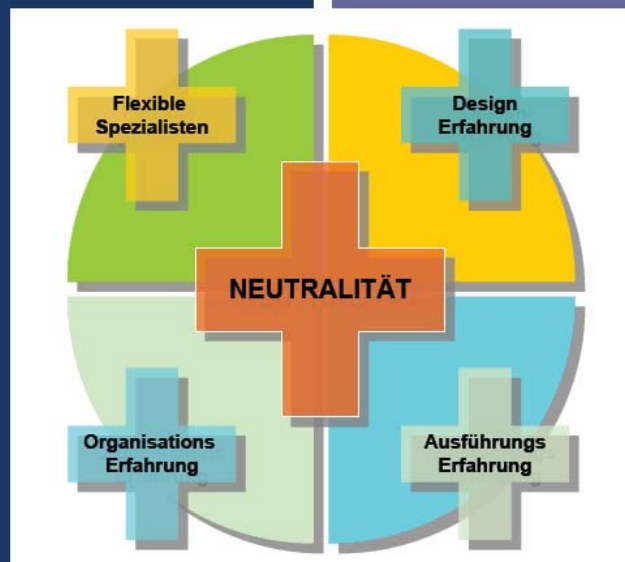 Flexible
Spezialisten
Design
Erfahrung
NEUTRALITÄT
Organisations
Erfahrung
Ausführungs
Erfahrung